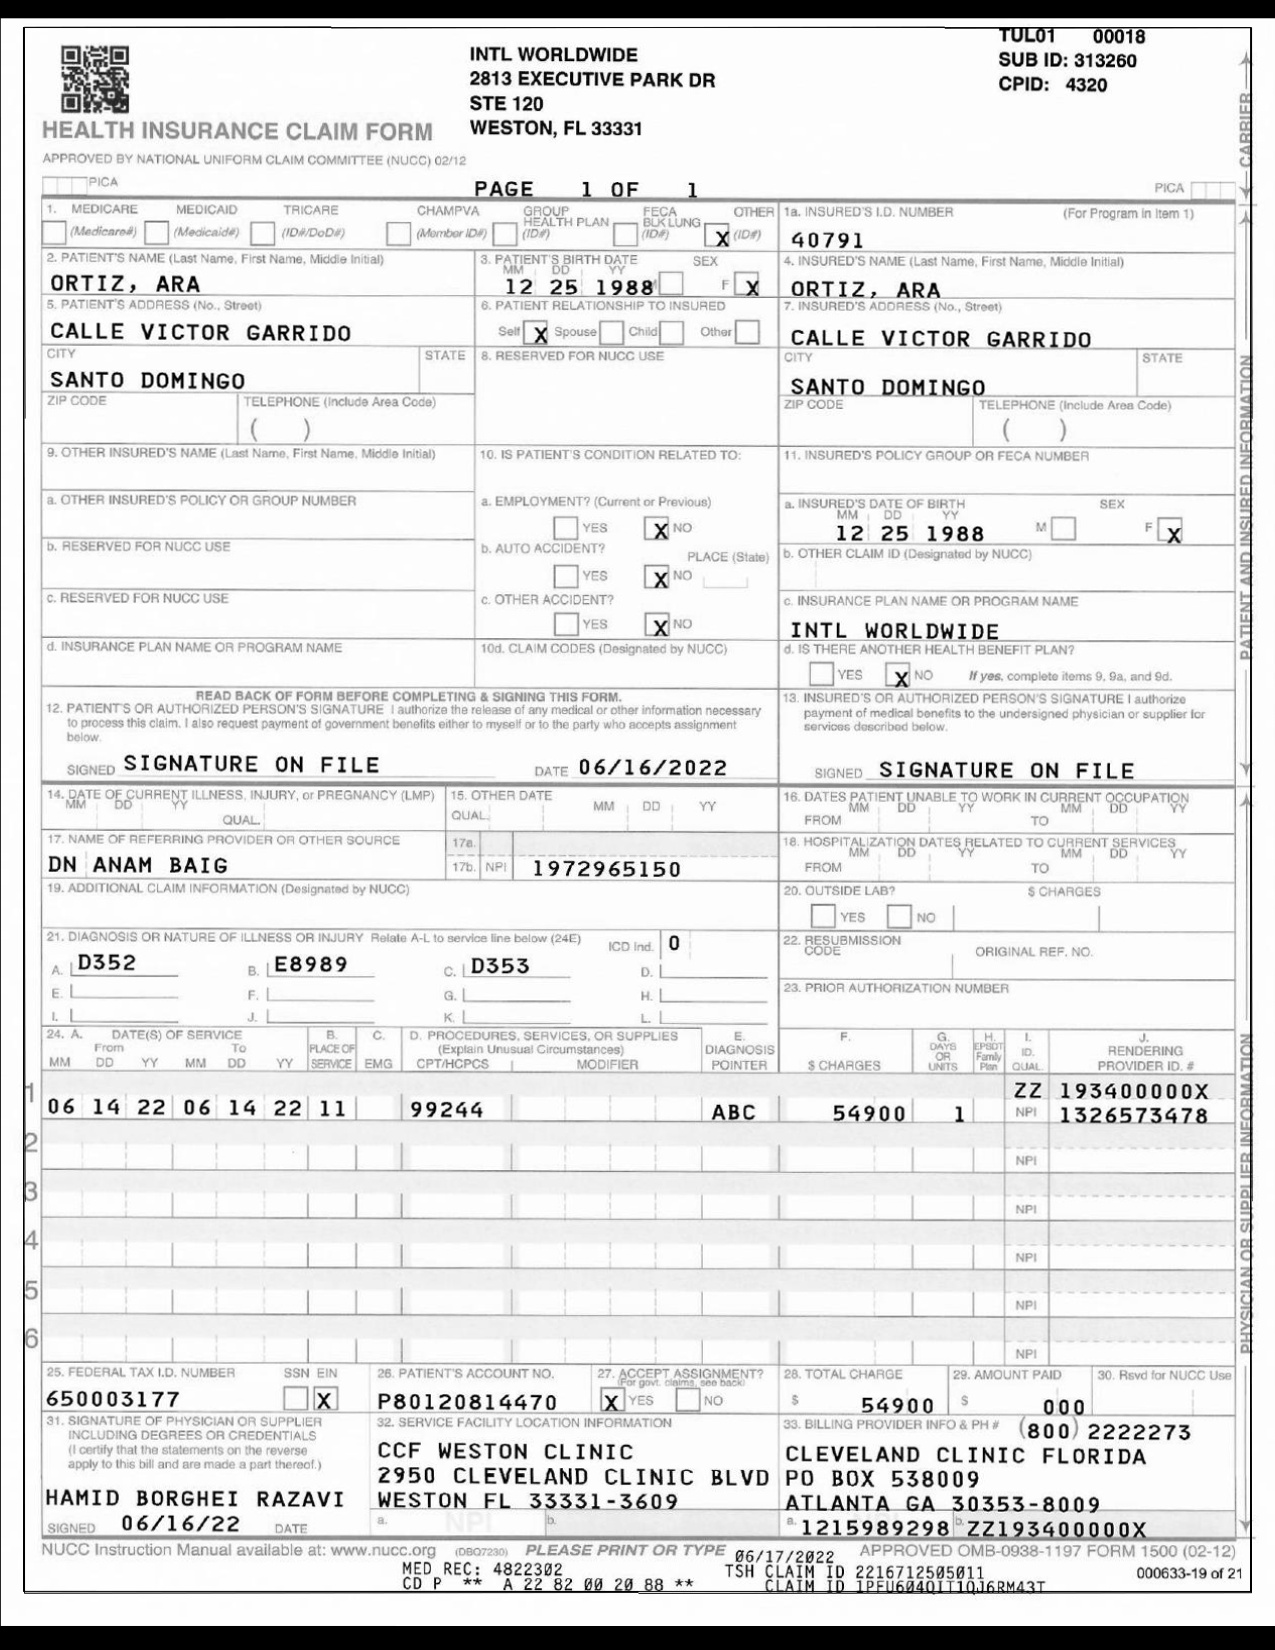 TUL01 00018
INTL WORLDWIDE
2813 EXECUTIVE PARK DR
STE 120
WESTON, FL 33331
SUB ID: 313260
CPID: 4320
HEALTH INSURANCE CLAIM FORM
APPROVED BY NATIONAL UNIFORM CLAIM COMMITTEE (NUCC) 02/12
CARRIER
PICA
PAGE 1 OF 1
PICA
1. MEDICARE MEDICAID TRICARE CHAMPVA GROUP HEALTH PLAN FECA BLK LUNG OTHER
(Medicare#) (Medicaid#) (ID#/DoD#) (Member ID#) (ID#) (ID#) X (ID#)
1a. INSURED'S I.D. NUMBER (For Program in Item 1)
40791
2. PATIENT'S NAME (Last Name, First Name, Middle Initial)
ORTIZ, ARA
3. PATIENT'S BIRTH DATE SEX
MM DD YY
12 25 1988 F X
4. INSURED'S NAME (Last Name, First Name, Middle Initial)
ORTIZ, ARA
5. PATIENT'S ADDRESS (No., Street)
CALLE VICTOR GARRIDO
6. PATIENT RELATIONSHIP TO INSURED
Self X Spouse Child Other
7. INSURED'S ADDRESS (No., Street)
CALLE VICTOR GARRIDO
CITY STATE
SANTO DOMINGO
8. RESERVED FOR NUCC USE
CITY STATE
SANTO DOMINGO
ZIP CODE TELEPHONE (Include Area Code)
( )
ZIP CODE TELEPHONE (Include Area Code)
( )
9. OTHER INSURED'S NAME (Last Name, First Name, Middle Initial)
10. IS PATIENT'S CONDITION RELATED TO:
11. INSURED'S POLICY GROUP OR FECA NUMBER
a. OTHER INSURED'S POLICY OR GROUP NUMBER
a. EMPLOYMENT? (Current or Previous)
YES X NO
a. INSURED'S DATE OF BIRTH SEX
MM DD YY
12 25 1988 M F X
b. RESERVED FOR NUCC USE
b. AUTO ACCIDENT? PLACE (State)
YES X NO
b. OTHER CLAIM ID (Designated by NUCC)
c. RESERVED FOR NUCC USE
c. OTHER ACCIDENT?
YES X NO
c. INSURANCE PLAN NAME OR PROGRAM NAME
INTL WORLDWIDE
d. INSURANCE PLAN NAME OR PROGRAM NAME
10d. CLAIM CODES (Designated by NUCC)
d. IS THERE ANOTHER HEALTH BENEFIT PLAN?
YES X NO If yes, complete items 9, 9a, and 9d.
READ BACK OF FORM BEFORE COMPLETING & SIGNING THIS FORM.
12. PATIENT'S OR AUTHORIZED PERSON'S SIGNATURE I authorize the release of any medical or other information necessary
to process this claim. I also request payment of government benefits either to myself or to the party who accepts assignment
below.
SIGNED SIGNATURE ON FILE DATE 06/16/2022
13. INSURED'S OR AUTHORIZED PERSON'S SIGNATURE I authorize
payment of medical benefits to the undersigned physician or supplier for
services described below.
SIGNED SIGNATURE ON FILE
PATIENT AND INSURED INFORMATION
14. DATE OF CURRENT ILLNESS, INJURY, or PREGNANCY (LMP)
MM DD YY
QUAL.
15. OTHER DATE
QUAL. MM DD YY
16. DATES PATIENT UNABLE TO WORK IN CURRENT OCCUPATION
MM DD YY MM DD YY
FROM TO
17. NAME OF REFERRING PROVIDER OR OTHER SOURCE
DN ANAM BAIG
17a.
17b. NPI 1972965150
18. HOSPITALIZATION DATES RELATED TO CURRENT SERVICES
MM DD YY MM DD YY
FROM TO
19. ADDITIONAL CLAIM INFORMATION (Designated by NUCC)
20. OUTSIDE LAB? $ CHARGES
YES NO
21. DIAGNOSIS OR NATURE OF ILLNESS OR INJURY Relate A-L to service line below (24E) ICD Ind. 0
A. D352 B. E8989 C. D353 D.
E. F. G. H.
I. J. K. L.
22. RESUBMISSION CODE ORIGINAL REF. NO.
23. PRIOR AUTHORIZATION NUMBER
24. A. DATE(S) OF SERVICE B. C. D. PROCEDURES, SERVICES, OR SUPPLIES E. F. G. H. I. J.
From To PLACE OF (Explain Unusual Circumstances) DIAGNOSIS DAYS OR UNITS EPSDT Family Plan ID. RENDERING
MM DD YY MM DD YY SERVICE EMG CPT/HCPCS MODIFIER POINTER $ CHARGES QUAL. PROVIDER ID. #
ZZ 193400000X
1 06 14 22 06 14 22 11 99244 ABC 54900 1 NPI 1326573478
2 NPI
3 NPI
4 NPI
5 NPI
6 NPI
PHYSICIAN OR SUPPLIER INFORMATION
25. FEDERAL TAX I.D. NUMBER SSN EIN
650003177 X
26. PATIENT'S ACCOUNT NO.
P80120814470
27. ACCEPT ASSIGNMENT?
(For govt. claims, see back)
X YES NO
28. TOTAL CHARGE
$ 54900
29. AMOUNT PAID
$ 000
30. Rsvd for NUCC Use
31. SIGNATURE OF PHYSICIAN OR SUPPLIER
INCLUDING DEGREES OR CREDENTIALS
(I certify that the statements on the reverse
apply to this bill and are made a part thereof.)
HAMID BORGHEI RAZAVI
SIGNED 06/16/22 DATE
32. SERVICE FACILITY LOCATION INFORMATION
CCF WESTON CLINIC
2950 CLEVELAND CLINIC BLVD
WESTON FL 33331-3609
a. NPI b.
33. BILLING PROVIDER INFO & PH # (800) 2222273
CLEVELAND CLINIC FLORIDA
PO BOX 538009
ATLANTA GA 30353-8009
a. 1215989298 b. ZZ193400000X
NUCC Instruction Manual available at: www.nucc.org (DBQ7230) PLEASE PRINT OR TYPE 06/17/2022 APPROVED OMB-0938-1197 FORM 1500 (02-12)
MED REC: 4822302 TSH CLAIM ID 2216712505011 000633-19 of 21
CD P ** A 22 82 00 20 88 ** CLAIM ID